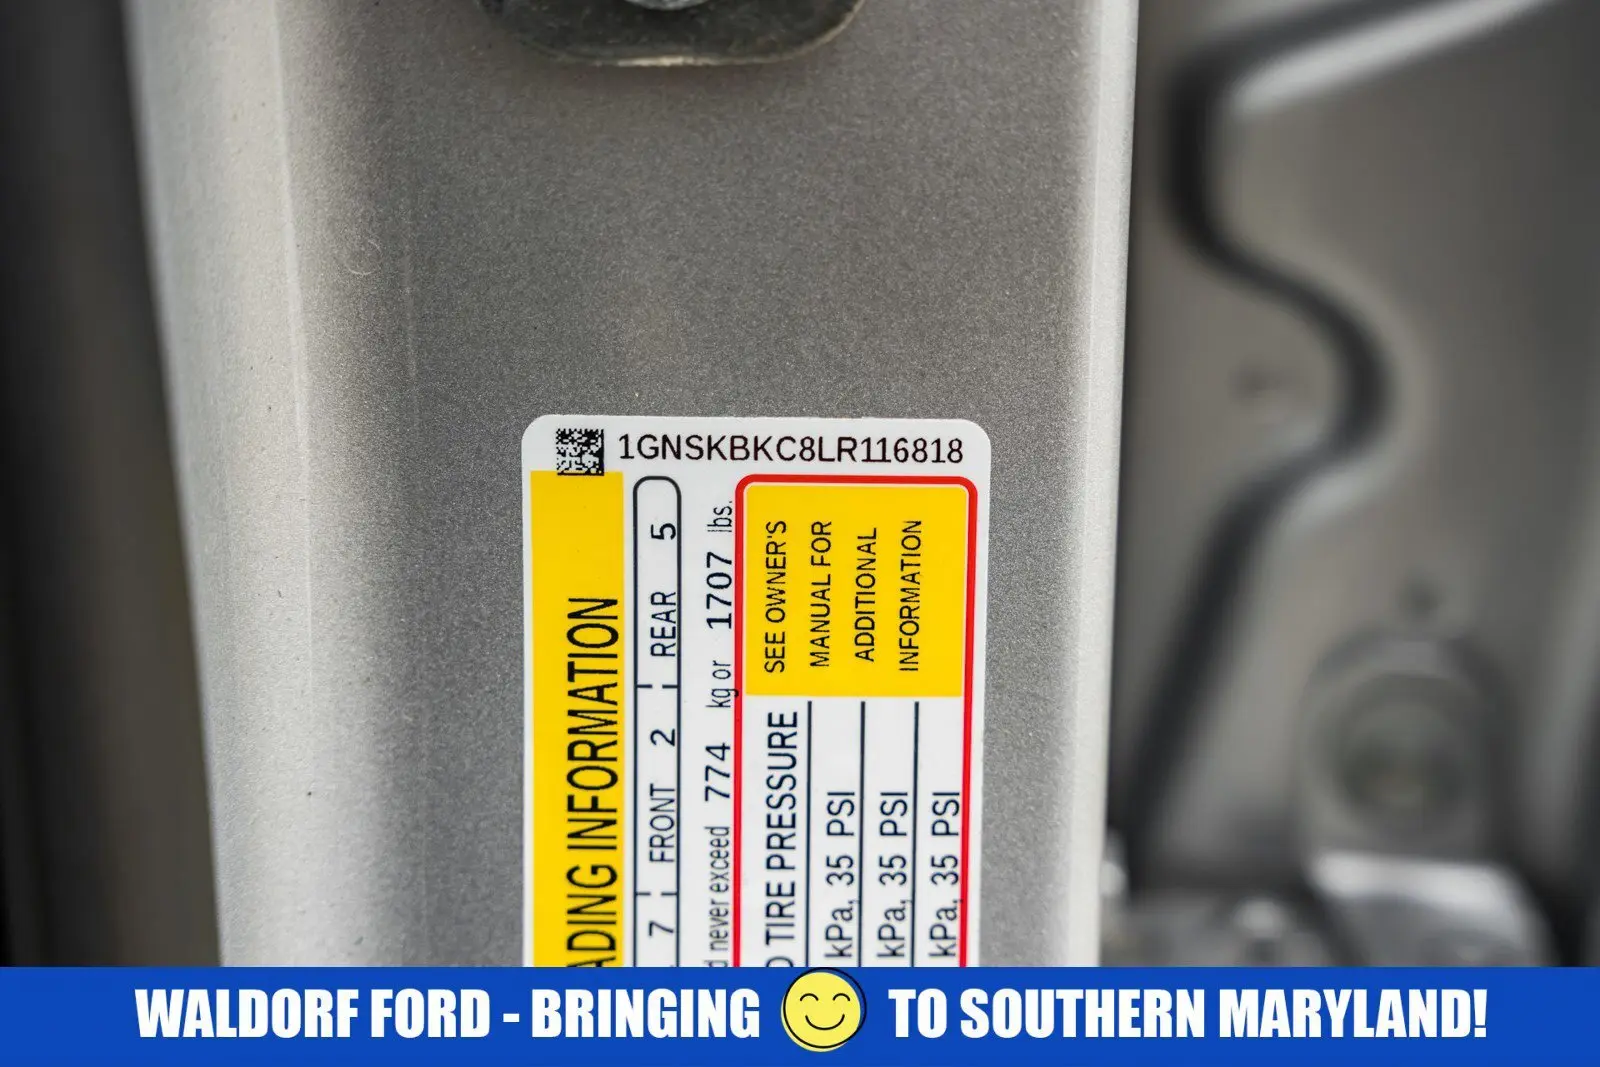 1GNSKBKC8LR116818
ADING INFORMATION
7 FRONT 2 REAR 5
never exceed 774 kg or 1707 lbs.
TIRE PRESSURE
kPa, 35 PSI
kPa, 35 PSI
kPa, 35 PSI
SEE OWNER'S
MANUAL FOR
ADDITIONAL
INFORMATION
WALDORF FORD - BRINGING TO SOUTHERN MARYLAND!